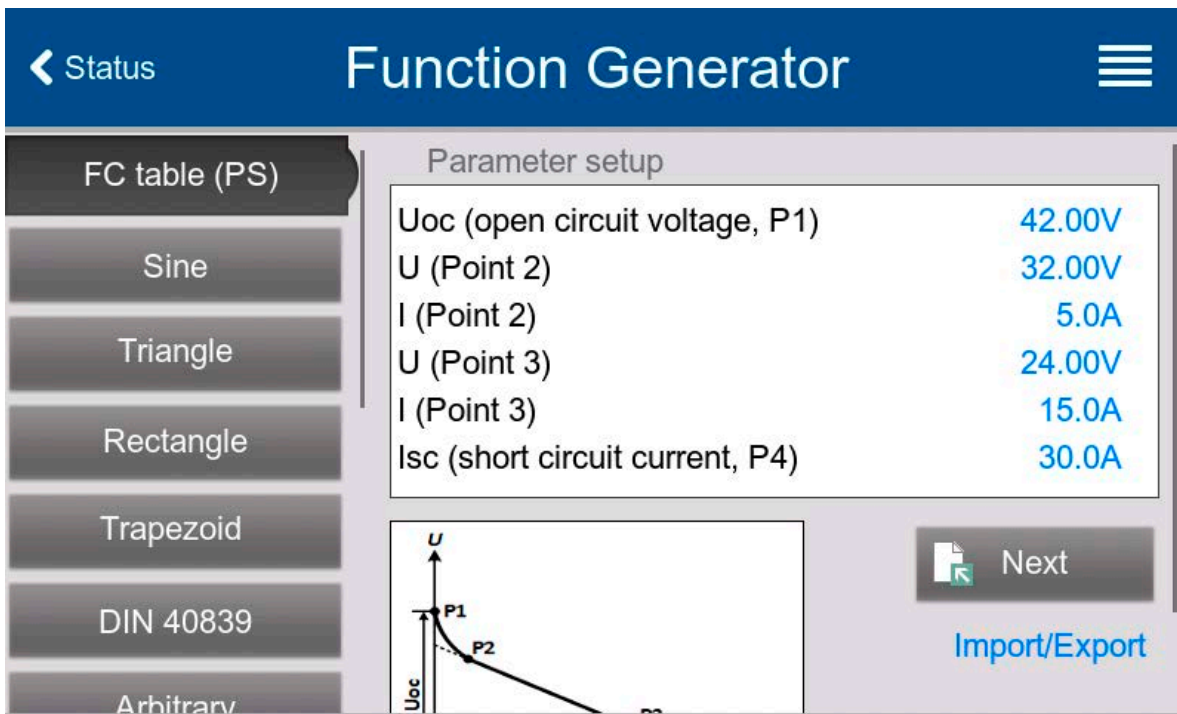 Status
Function Generator
FC table (PS)
Sine
Triangle
Rectangle
Trapezoid
DIN 40839
Arbitrary
Parameter setup
Uoc (open circuit voltage, P1) 42.00V
U (Point 2) 32.00V
I (Point 2) 5.0A
U (Point 3) 24.00V
I (Point 3) 15.0A
Isc (short circuit current, P4) 30.0A
U
P1
P2
Uoc
P3
Next
Import/Export